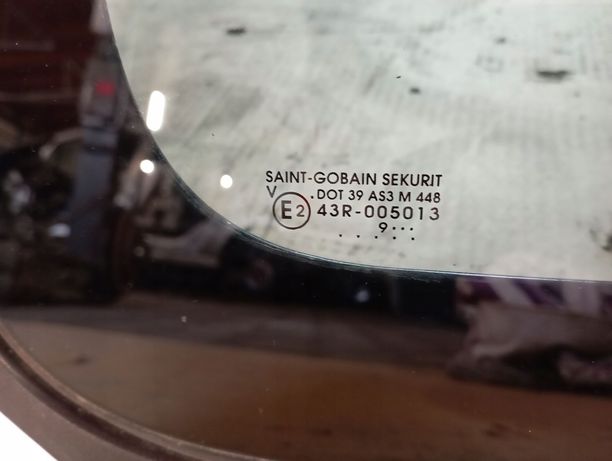 SAINT-GOBAIN SEKURIT
V .DOT 39 AS3 M 448
E2 43R-005013
9...
.....